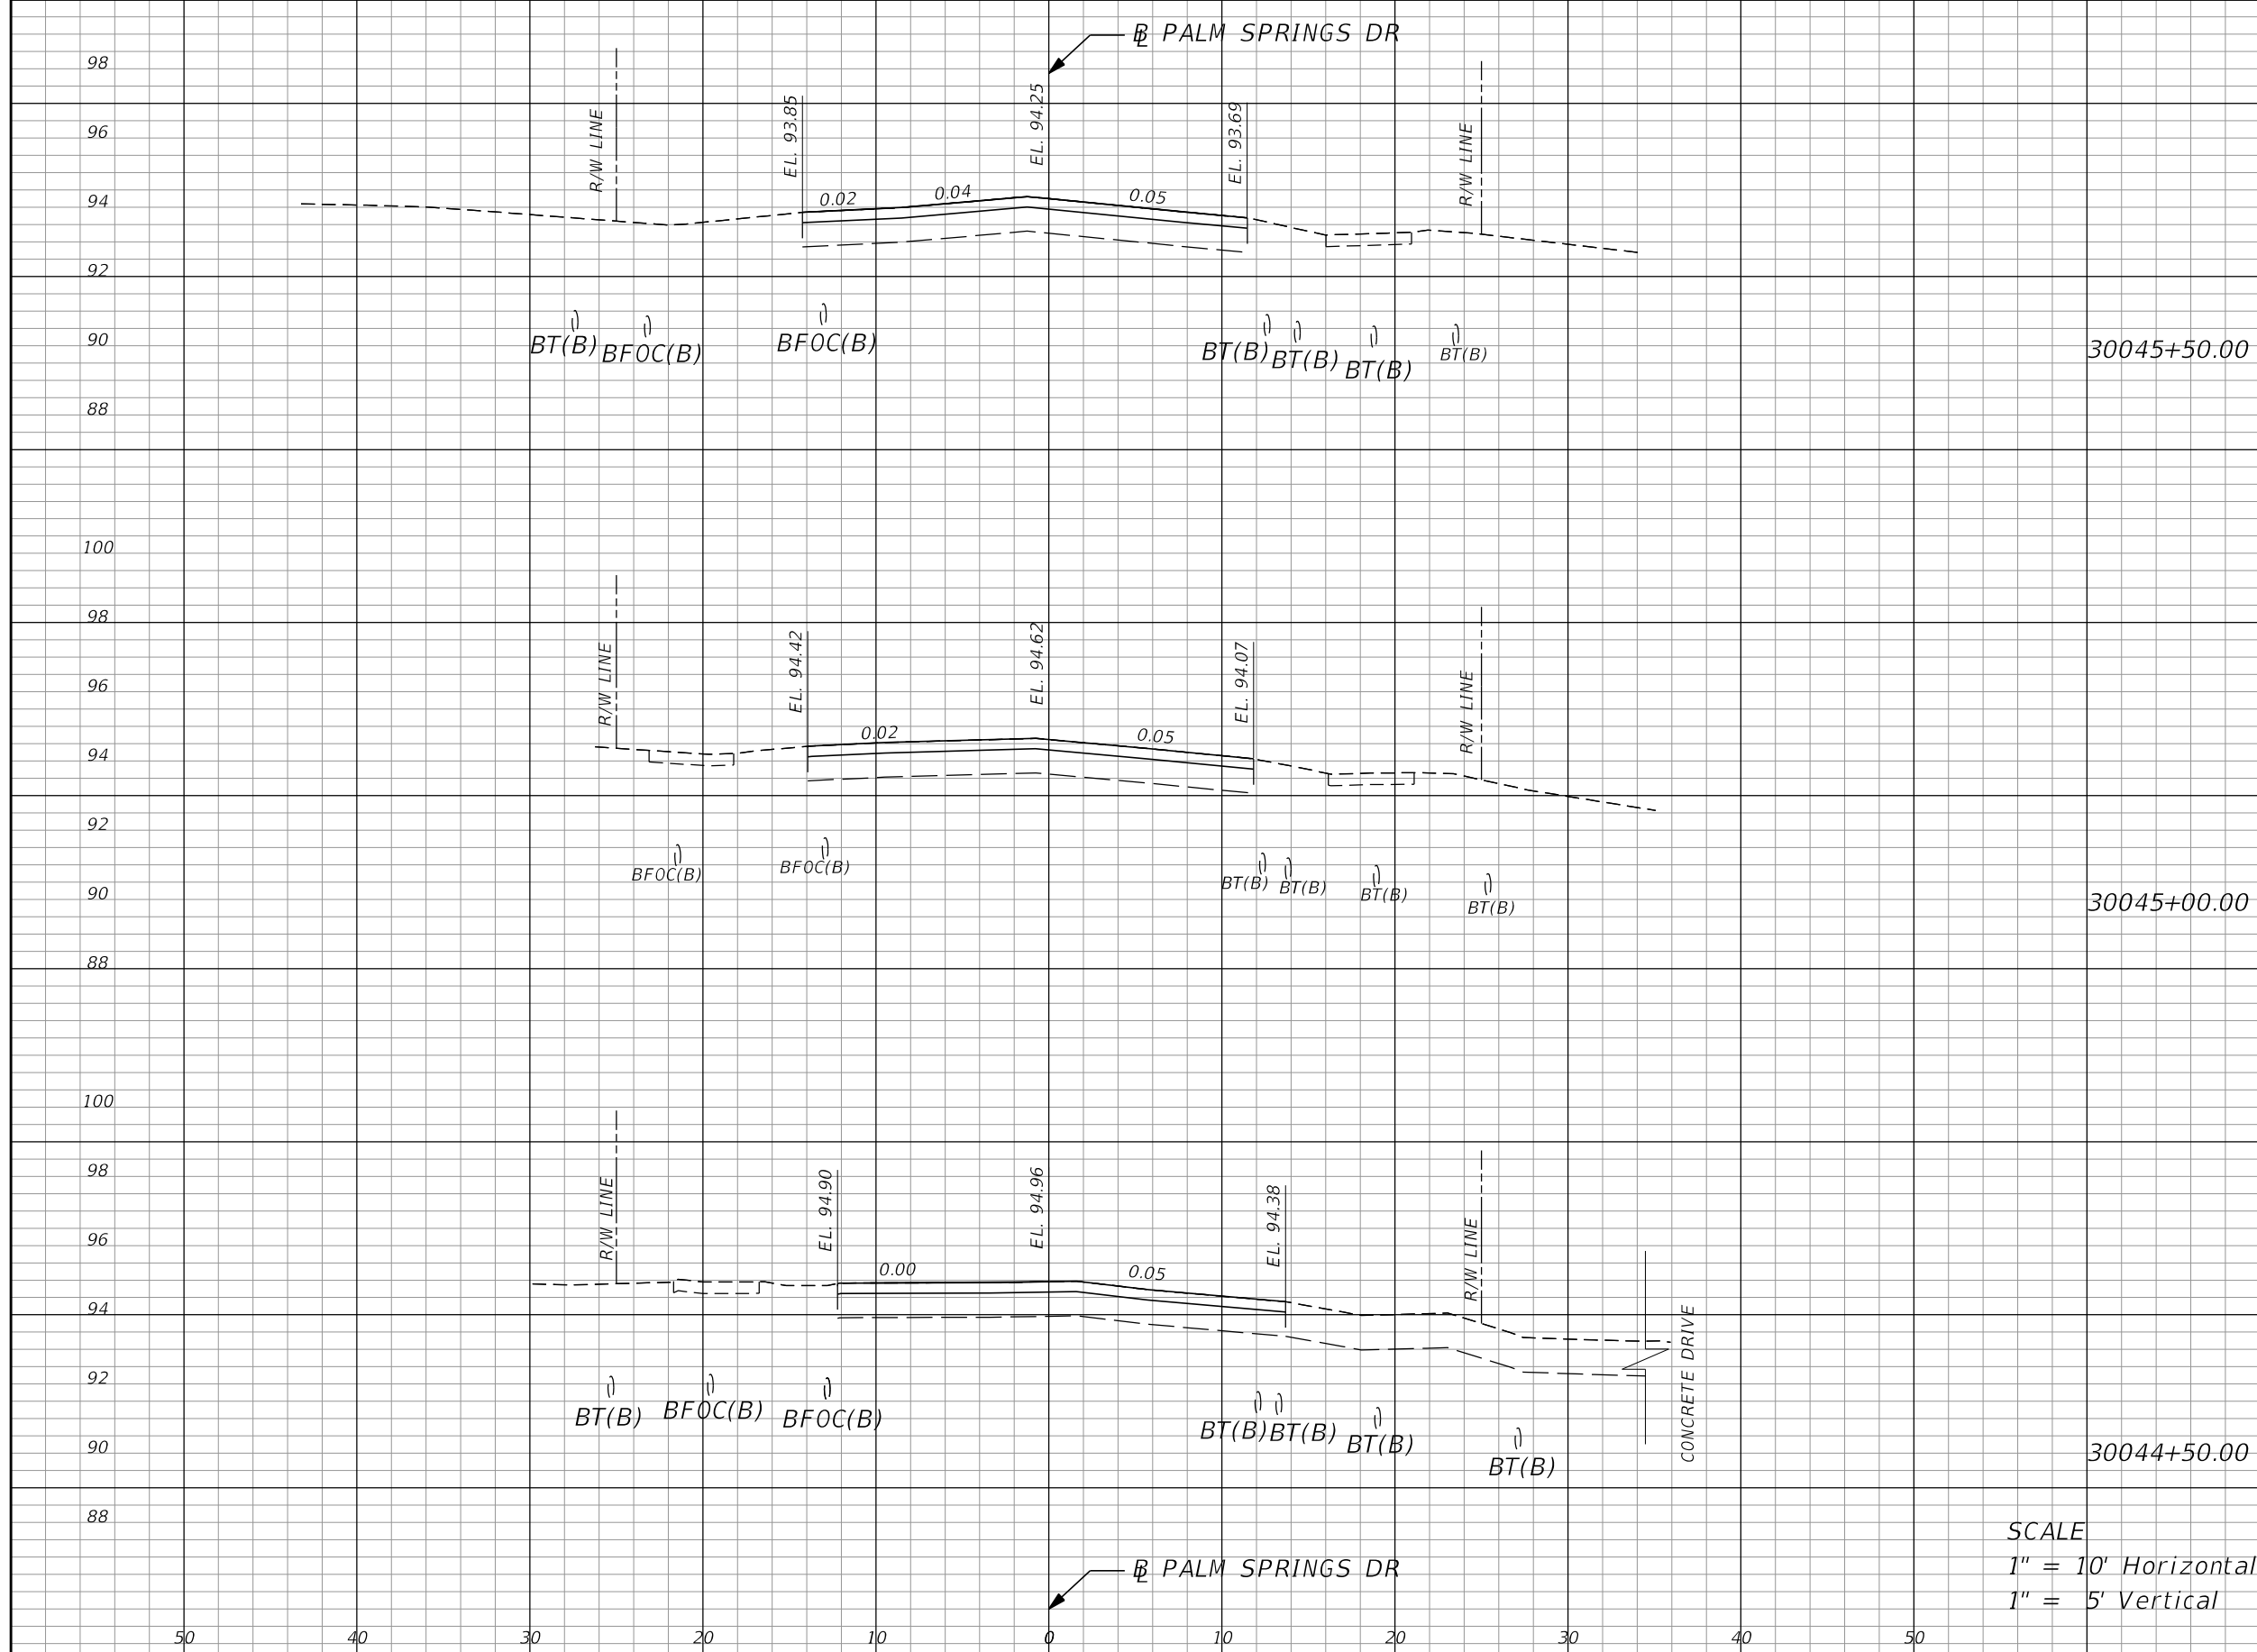 BL PALM SPRINGS DR
98
96
94
92
90
88
R/W LINE
EL. 93.85
EL. 94.25
EL. 93.69
R/W LINE
0.02
0.04
0.05
BT(B)
BFOC(B)
BFOC(B)
BT(B)
BT(B)
BT(B)
BT(B)
30045+50.00
100
98
96
94
92
90
88
R/W LINE
EL. 94.42
EL. 94.62
EL. 94.07
R/W LINE
0.02
0.05
BFOC(B)
BFOC(B)
BT(B)
BT(B)
BT(B)
BT(B)
30045+00.00
100
98
96
94
92
90
88
R/W LINE
EL. 94.90
EL. 94.96
EL. 94.38
R/W LINE
0.00
0.05
CONCRETE DRIVE
BT(B)
BFOC(B)
BFOC(B)
BT(B)
BT(B)
BT(B)
BT(B)
30044+50.00
SCALE
1" = 10' Horizontal
1" = 5' Vertical
BL PALM SPRINGS DR
50 40 30 20 10 0 10 20 30 40 50